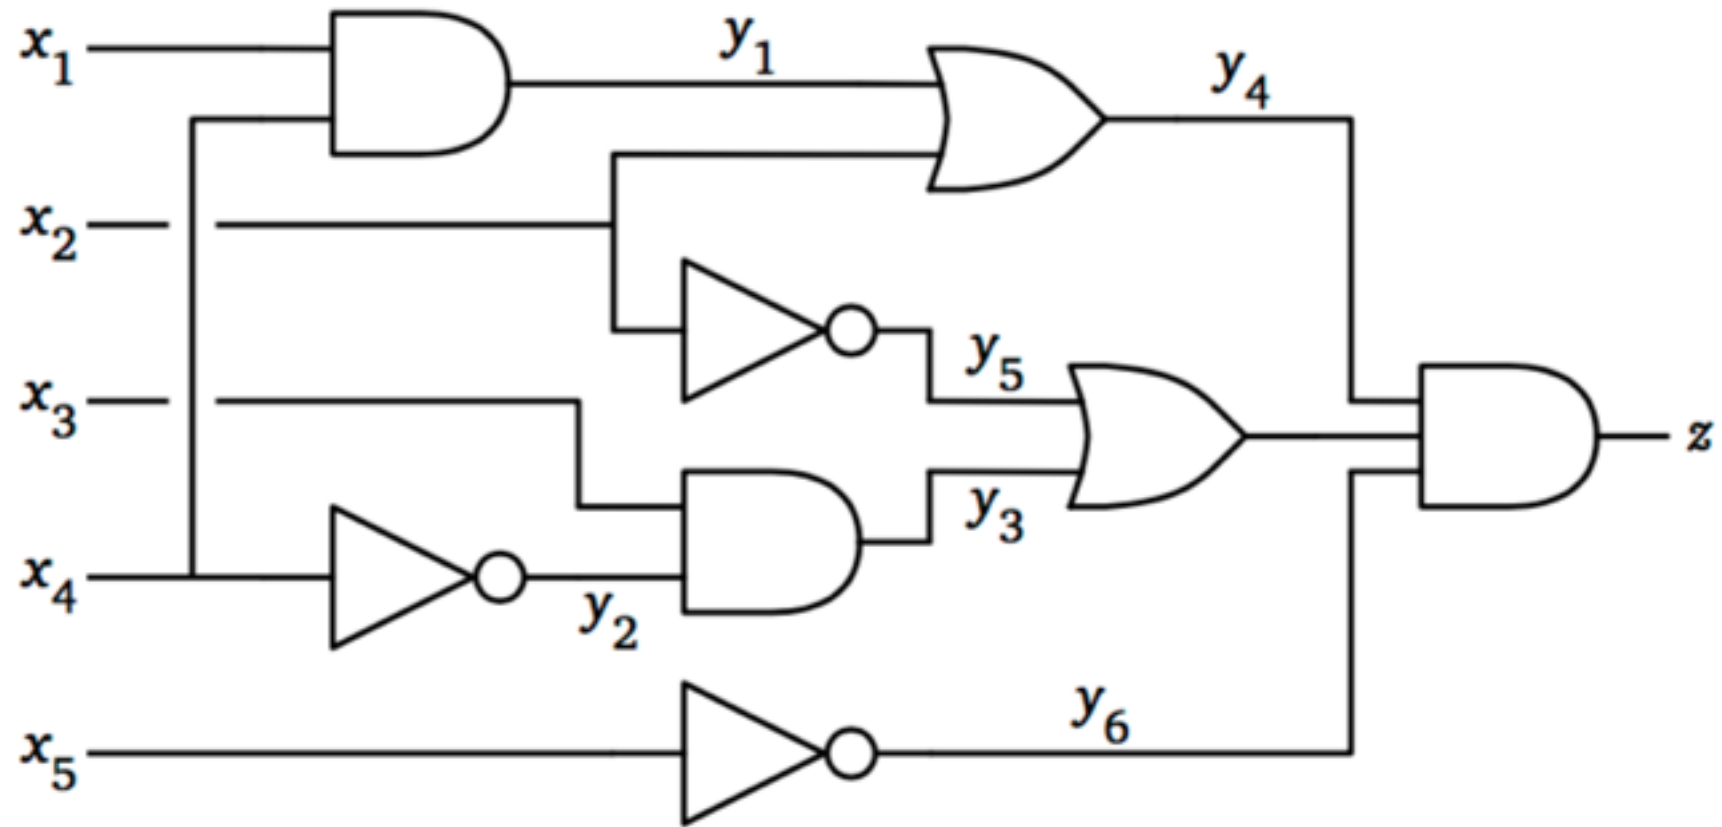 x₁
y₁
y₄
x₂
y₅
x₃
z
y₃
x₄
y₂
y₆
x₅